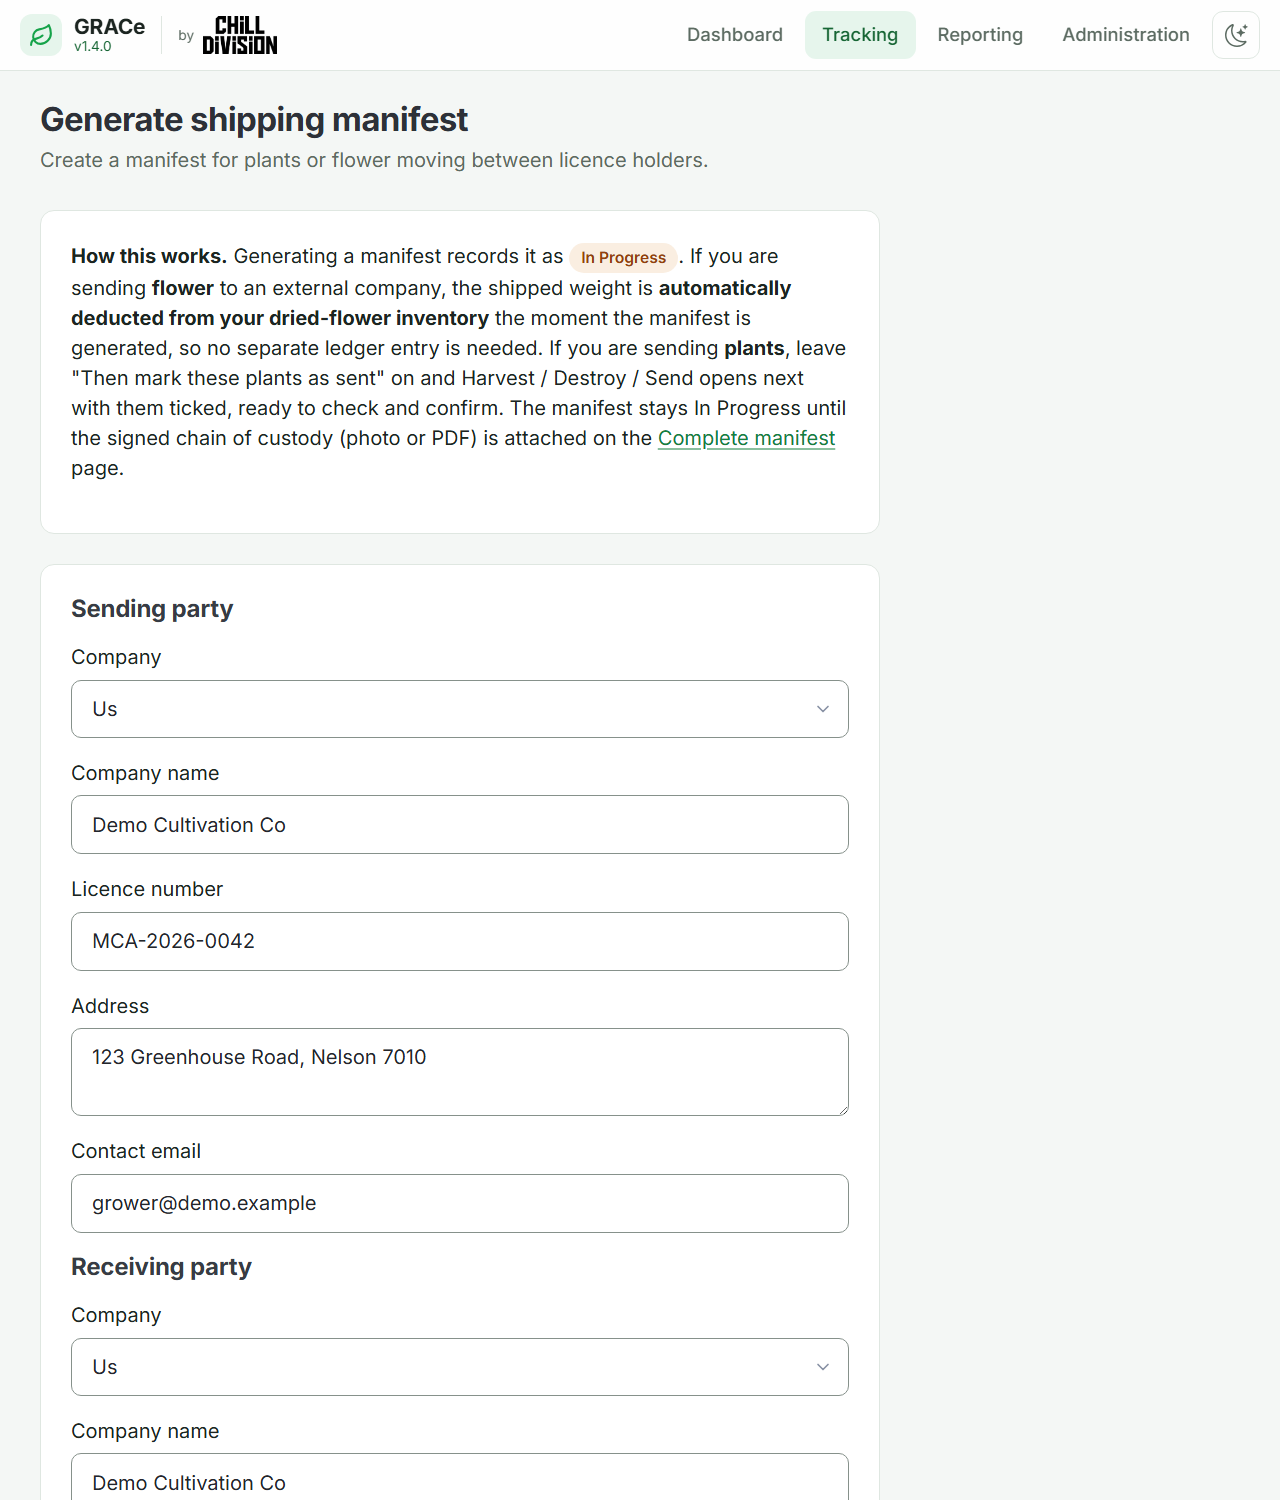 GRACe
v1.4.0
by
CHiLL
DiViSiON
Dashboard
Tracking
Reporting
Administration
Generate shipping manifest
Create a manifest for plants or flower moving between licence holders.
How this works. Generating a manifest records it as In Progress. If you are
sending flower to an external company, the shipped weight is automatically
deducted from your dried-flower inventory the moment the manifest is
generated, so no separate ledger entry is needed. If you are sending plants, leave
"Then mark these plants as sent" on and Harvest / Destroy / Send opens next
with them ticked, ready to check and confirm. The manifest stays In Progress until
the signed chain of custody (photo or PDF) is attached on the Complete manifest
page.
Sending party
Company
Us
Company name
Demo Cultivation Co
Licence number
MCA-2026-0042
Address
123 Greenhouse Road, Nelson 7010
Contact email
grower@demo.example
Receiving party
Company
Us
Company name
Demo Cultivation Co